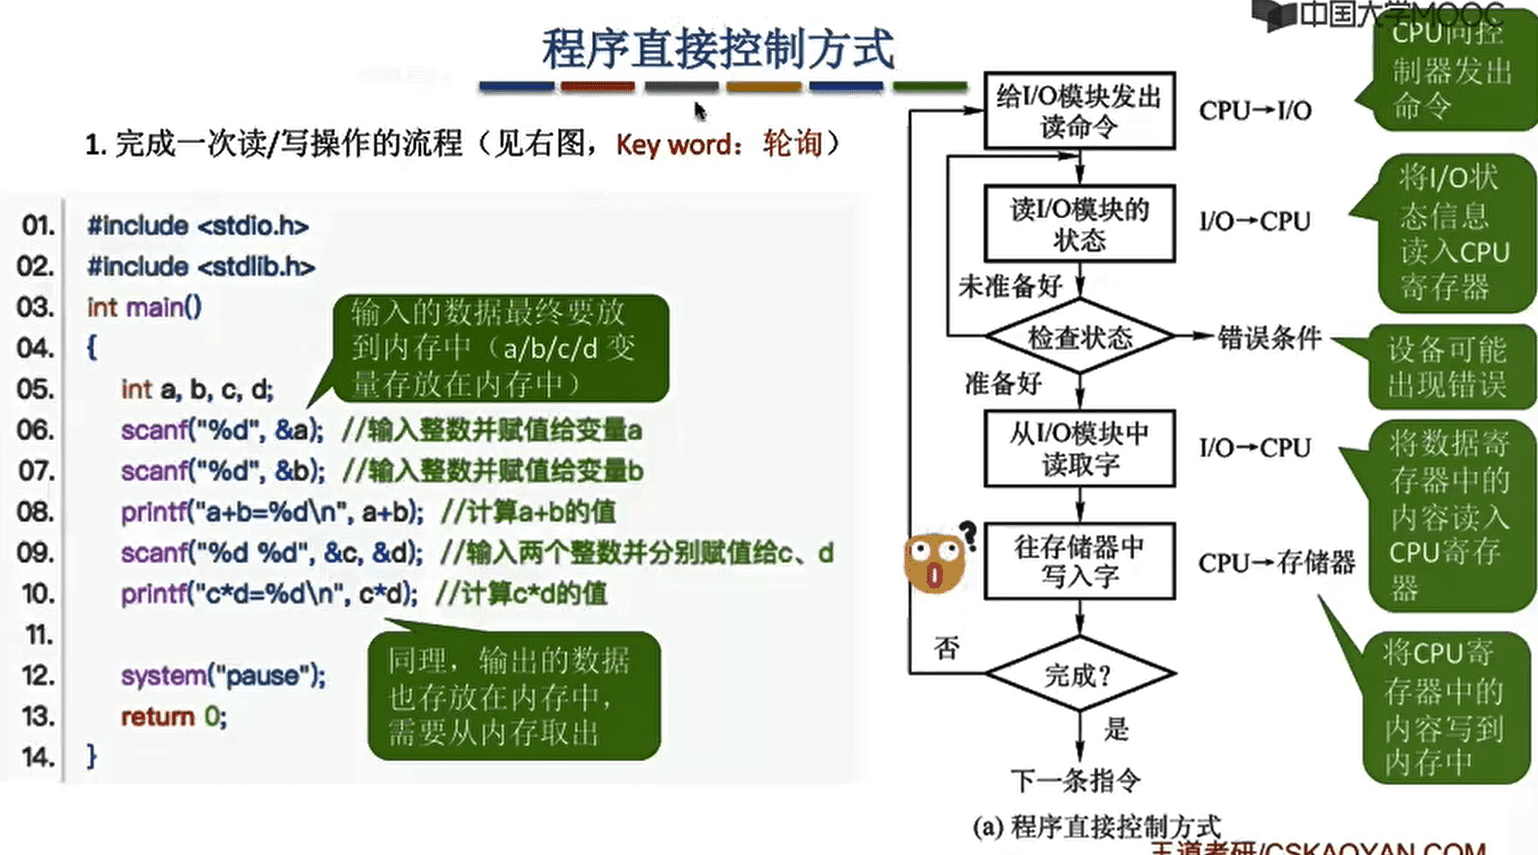 中国大学MOOC
程序直接控制方式
1. 完成一次读/写操作的流程（见右图，Key word：轮询）
01. #include <stdio.h>
02. #include <stdlib.h>
03. int main()
04. {
05. int a, b, c, d;
06. scanf("%d", &a); //输入整数并赋值给变量a
07. scanf("%d", &b); //输入整数并赋值给变量b
08. printf("a+b=%d\n", a+b); //计算a+b的值
09. scanf("%d %d", &c, &d); //输入两个整数并分别赋值给c、d
10. printf("c*d=%d\n", c*d); //计算c*d的值
11.
12. system("pause");
13. return 0;
14. }
输入的数据最终要放
到内存中（a/b/c/d 变
量存放在内存中）
同理，输出的数据
也存放在内存中，
需要从内存取出
给I/O模块发出
读命令
CPU→I/O
CPU向控
制器发出
命令
读I/O模块的
状态
I/O→CPU
将I/O状
态信息
读入CPU
寄存器
未准备好
检查状态
错误条件
设备可能
出现错误
准备好
从I/O模块中
读取字
I/O→CPU
将数据寄
存器中的
内容读入
CPU寄存
器
往存储器中
写入字
CPU→存储器
将CPU寄
存器中的
内容写到
内存中
否
完成？
是
下一条指令
(a) 程序直接控制方式
王道考研/CSKAOYAN.COM